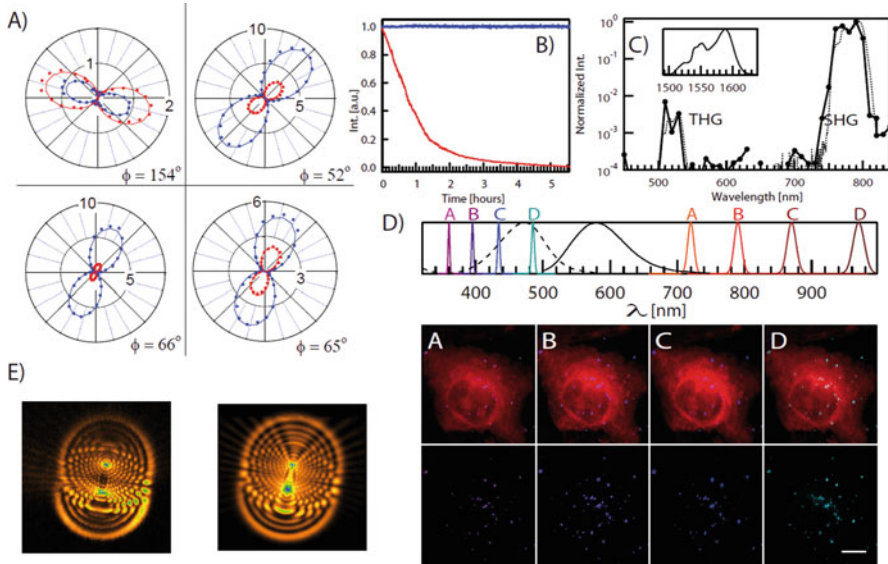 A)
1
2
ϕ = 154°
10
5
ϕ = 52°
10
5
ϕ = 66°
6
3
ϕ = 65°
B)
Int. [a.u.]
1.0
0.8
0.6
0.4
0.2
0.0
0 1 2 3 4 5
Time [hours]
C)
Normalized Int.
10⁰
10⁻¹
10⁻²
10⁻³
10⁻⁴
1500 1550 1600
THG
SHG
500 600 700 800
Wavelength [nm]
D)
A B C D A B C D
400 500 600 700 800 900
λ [nm]
A B C D
E)